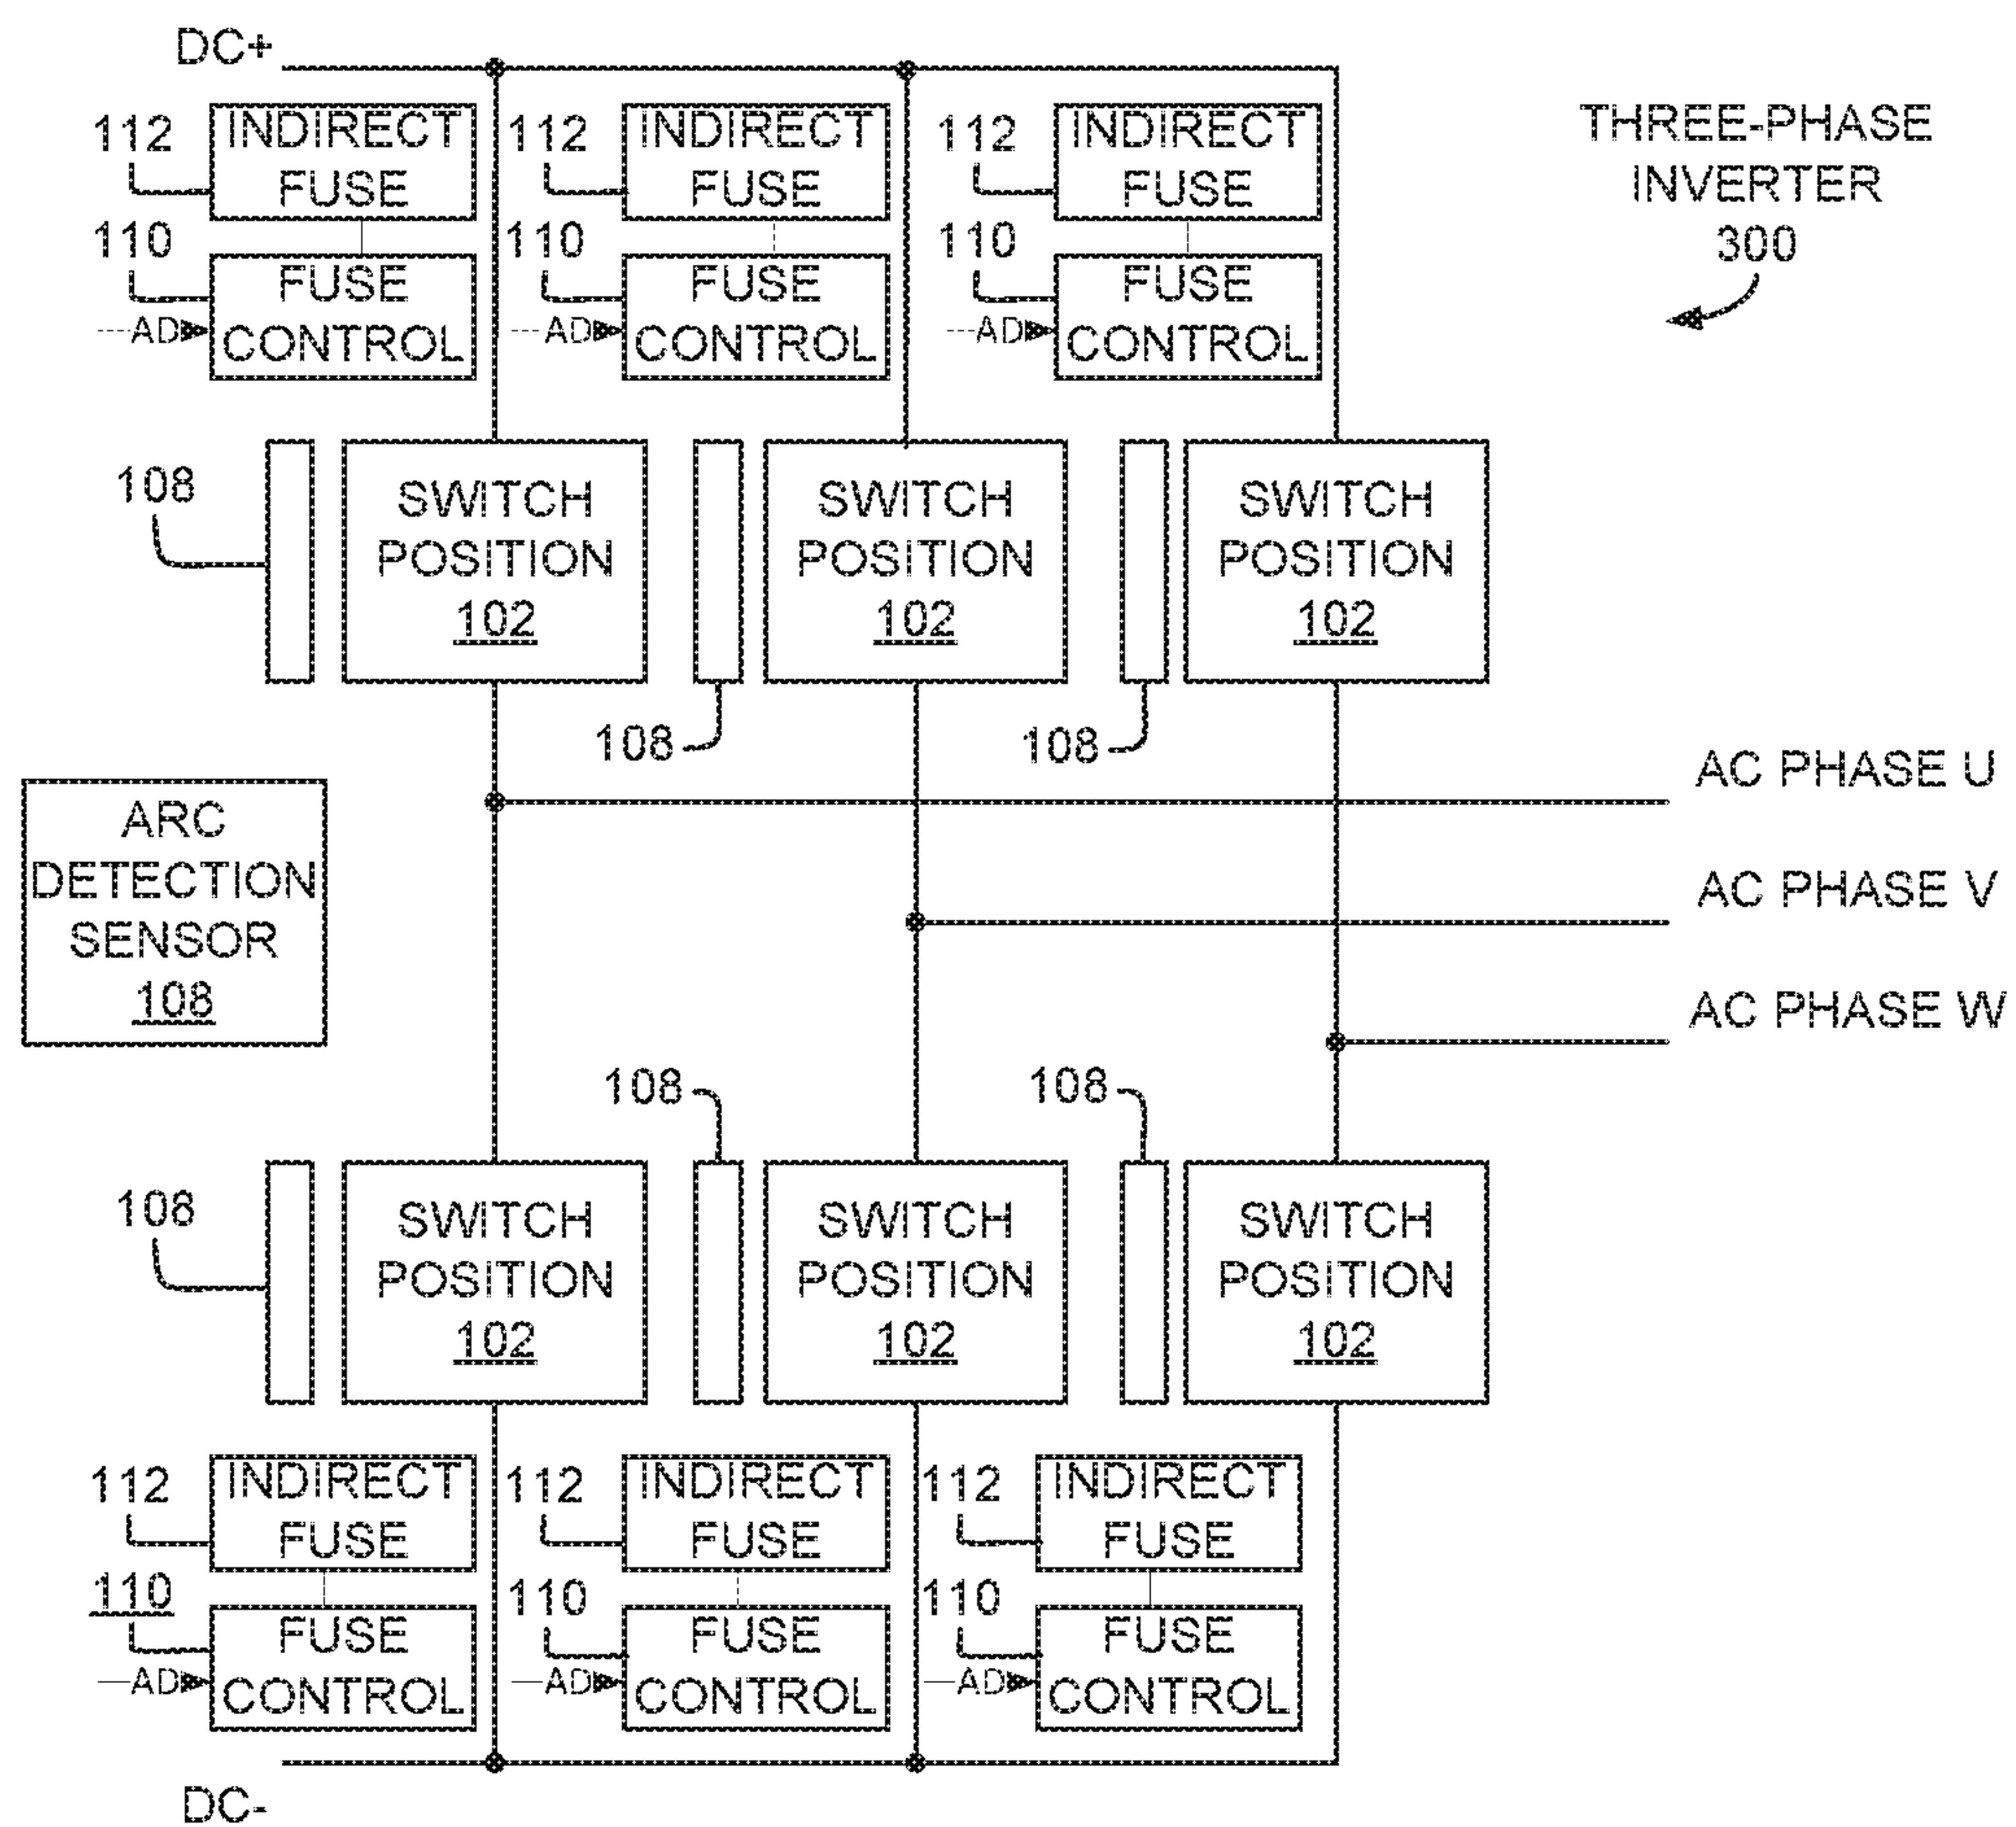 DC+
THREE-PHASE
INVERTER
300
112 INDIRECT 112 INDIRECT 112 INDIRECT
FUSE FUSE FUSE
110 FUSE 110 FUSE 110 FUSE
AD CONTROL AD CONTROL AD CONTROL
108 SWITCH SWITCH SWITCH
POSITION POSITION POSITION
102 102 102
108 108
AC PHASE U
ARC
DETECTION
SENSOR
108
AC PHASE V
AC PHASE W
108 108
108 SWITCH SWITCH SWITCH
POSITION POSITION POSITION
102 102 102
112 INDIRECT 112 INDIRECT 112 INDIRECT
FUSE FUSE FUSE
110 FUSE 110 FUSE 110 FUSE
AD CONTROL AD CONTROL AD CONTROL
DC-